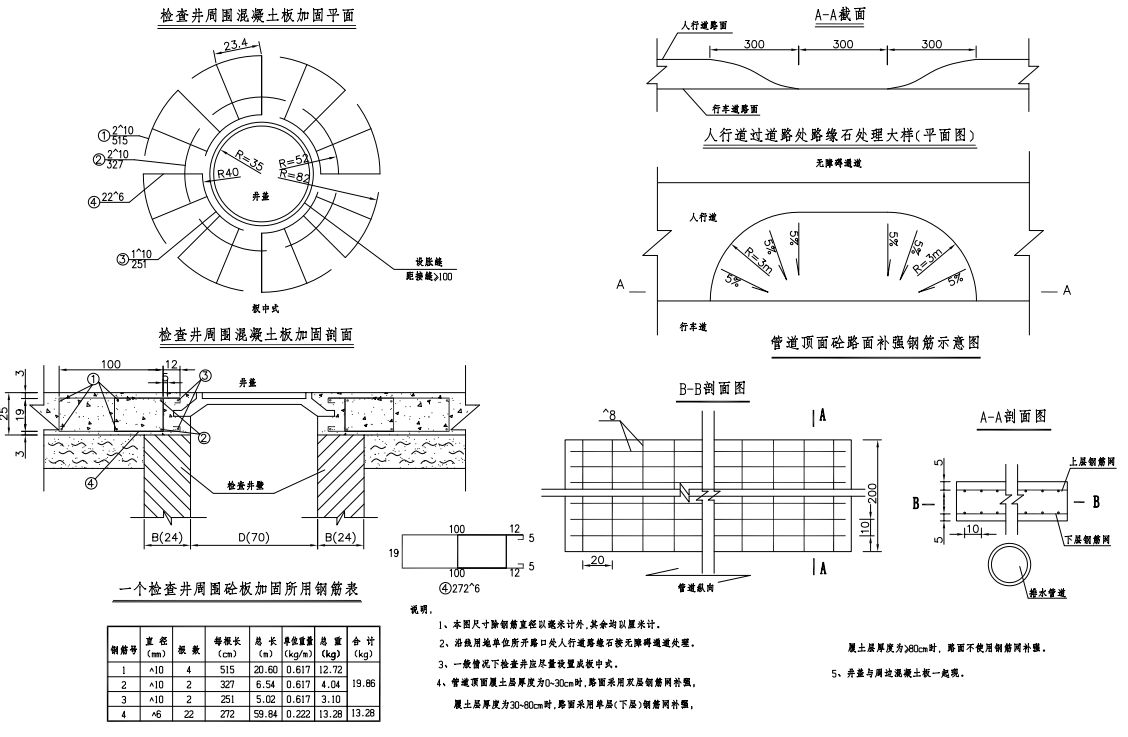 检查井周围混凝土板加固平面
23.4
① 2^10
515
② 2^10
327
④ 22^6
③ 1^10
251
R=35
R=52
R40
R=82
井盖
设胀缝
距接缝≥100
板中式
A-A截面
人行道路面
300 300 300
行车道路面
人行道过道路处路缘石处理大样(平面图)
无障碍通道
人行道
5% 5% 5% 5%
R=3m R=3m
5% 5%
A A
行车道
检查井周围混凝土板加固剖面
100 12
5
① ③
井盖
3
25 19
3
②
④
检查井壁
B(24) D(70) B(24)
100 12
19 5
5
100 12
④272^6
管道顶面砼路面补强钢筋示意图
B-B剖面图
^8
A
200
10
20
A
管道纵向
A-A剖面图
5
上层钢筋网
B B
5
10
下层钢筋网
排水管道
一个检查井周围砼板加固所用钢筋表
钢筋号 直径(mm) 根数 每根长(cm) 总长(m) 单位重量(kg/m) 总重(kg) 合计(kg)
1 ^10 4 515 20.60 0.617 12.72 19.86
2 ^10 2 327 6.54 0.617 4.04
3 ^10 2 251 5.02 0.617 3.10
4 ^6 22 272 59.84 0.222 13.28 13.28
说明:
1、本图尺寸除钢筋直径以毫米计外,其余均以厘米计。
2、沿线用地单位所开路口处人行道路缘石按无障碍通道处理。
3、一般情况下检查井应尽量设置成板中式。
4、管道顶面履土层厚度为0~30cm时,路面采用双层钢筋网补强,
履土层厚度为30~80cm时,路面采用单层(下层)钢筋网补强,
履土层厚度为≥80cm时, 路面不使用钢筋网补强。
5、井盖与周边混凝土板一起现。